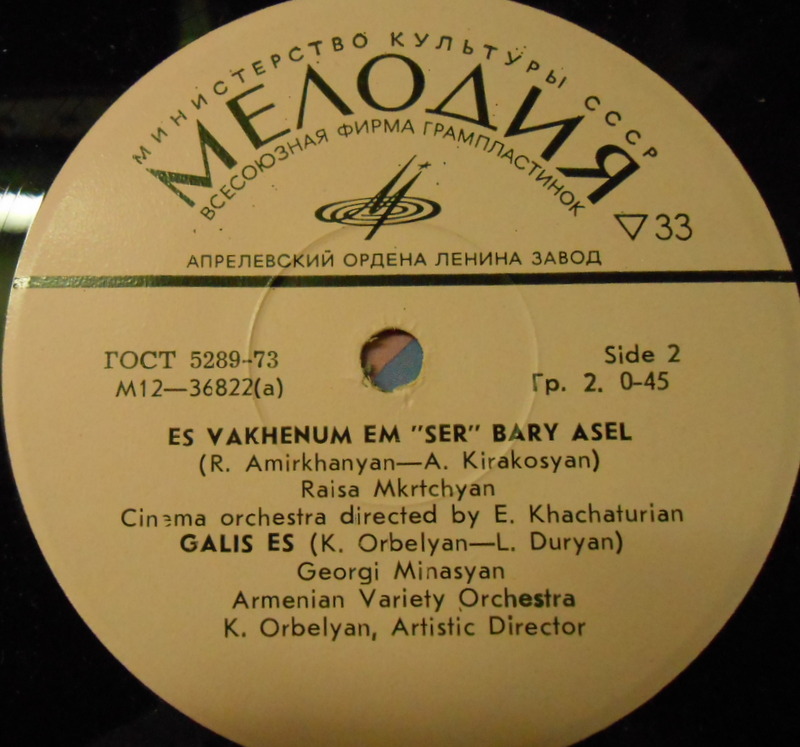 МИНИСТЕРСТВО КУЛЬТУРЫ СССР
МЕЛОДИЯ
ВСЕСОЮЗНАЯ ФИРМА ГРАМПЛАСТИНОК
33
АПРЕЛЕВСКИЙ ОРДЕНА ЛЕНИНА ЗАВОД
ГОСТ 5289-73
Side 2
М12—36822(а)
Гр. 2. 0-45
ES VAKHENUM EM "SER" BARY ASEL
(R. Amirkhanyan—A. Kirakosyan)
Raisa Mkrtchyan
Cinema orchestra directed by E. Khachaturian
GALIS ES (K. Orbelyan—L. Duryan)
Georgi Minasyan
Armenian Variety Orchestra
K. Orbelyan, Artistic Director